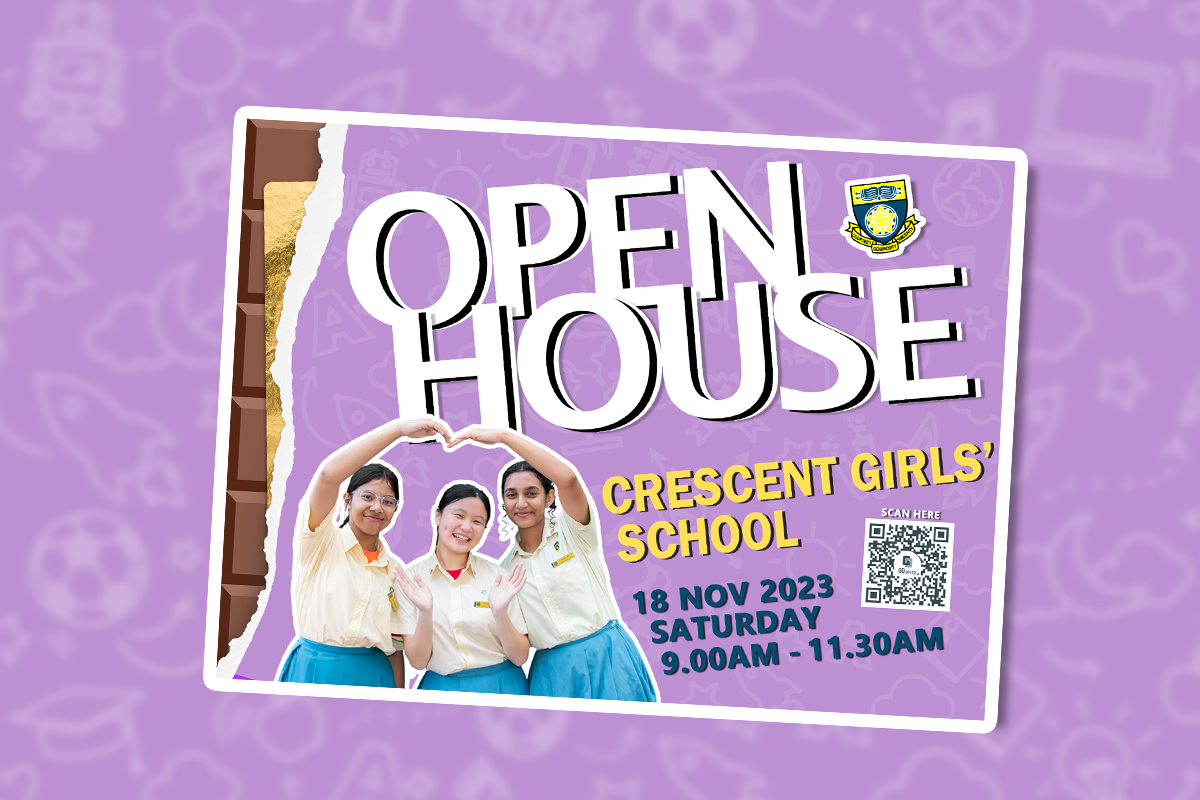 OPEN
HOUSE
CRESCENT GIRLS'
SCHOOL
SCAN HERE
18 NOV 2023
SATURDAY
9.00AM - 11.30AM